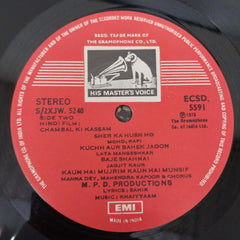 REGD. T'SOF MARK OF
THE GRAMOPHONE CO. LTD.
HIS MASTER'S VOICE
STEREO
ECSD.
S/2XJW. 5240
5591
SIDE TWO
HINDI FILM:
CHAMBAL KI KASSAM
℗ 1979
The Gramophone
Co. of India Ltd.
SHER KA HUSN HO
MOHD. RAFI
KUCHH AUR BAHEK JAOON
LATA MANGESHKAR
BAJE SHAHNAI
JAGJIT KAUR
KAUN HAI MUJRIM KAUN HAI MUNSIF
MANNA DEY, MAHENDRA KAPOOR & CHORUS
M. P. D. PRODUCTIONS
LYRICS: SAHIR
MUSIC: KHAIYYAAM
EMI
MADE IN INDIA